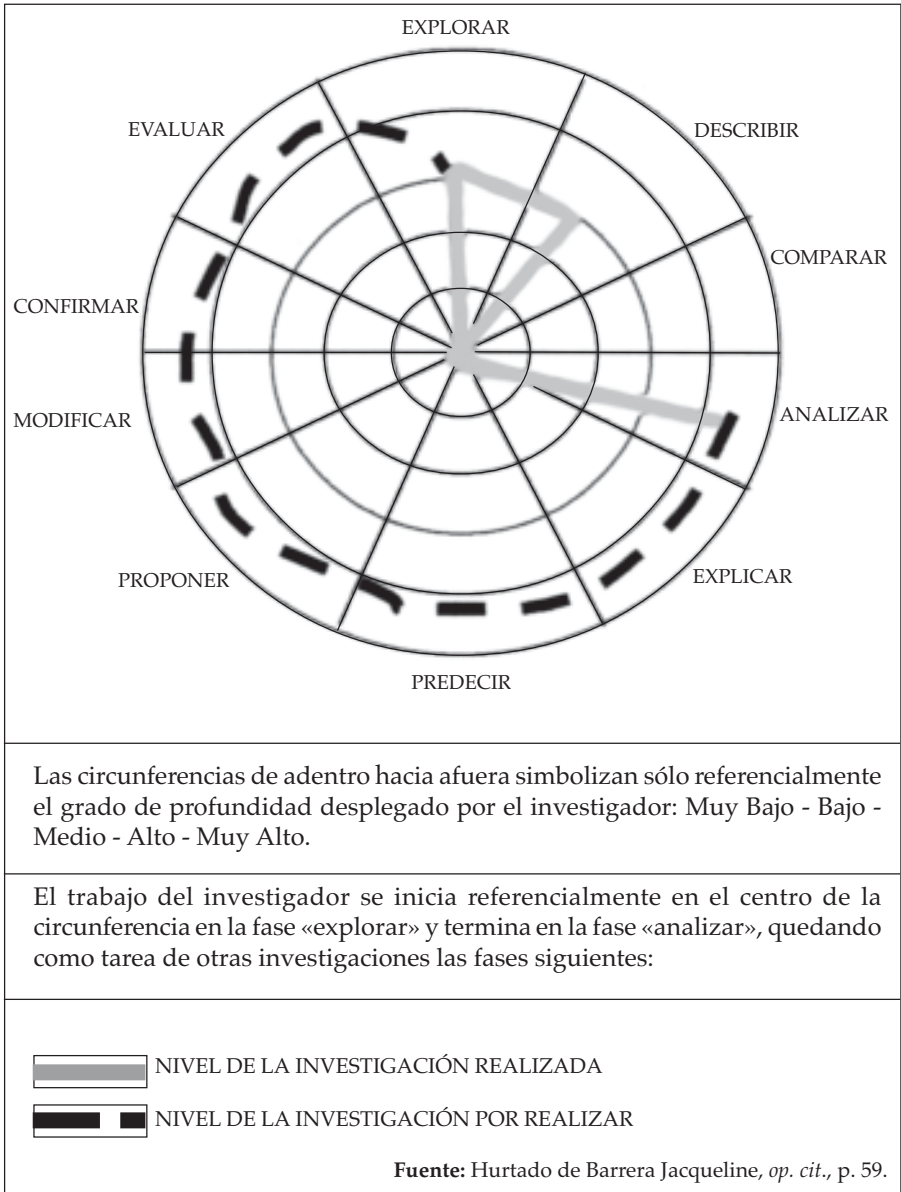 EXPLORAR
EVALUAR
DESCRIBIR
COMPARAR
CONFIRMAR
MODIFICAR
ANALIZAR
PROPONER
EXPLICAR
PREDECIR
Las circunferencias de adentro hacia afuera simbolizan sólo referencialmente
el grado de profundidad desplegado por el investigador: Muy Bajo - Bajo -
Medio - Alto - Muy Alto.
El trabajo del investigador se inicia referencialmente en el centro de la
circunferencia en la fase «explorar» y termina en la fase «analizar», quedando
como tarea de otras investigaciones las fases siguientes:
NIVEL DE LA INVESTIGACIÓN REALIZADA
NIVEL DE LA INVESTIGACIÓN POR REALIZAR
Fuente: Hurtado de Barrera Jacqueline, op. cit., p. 59.